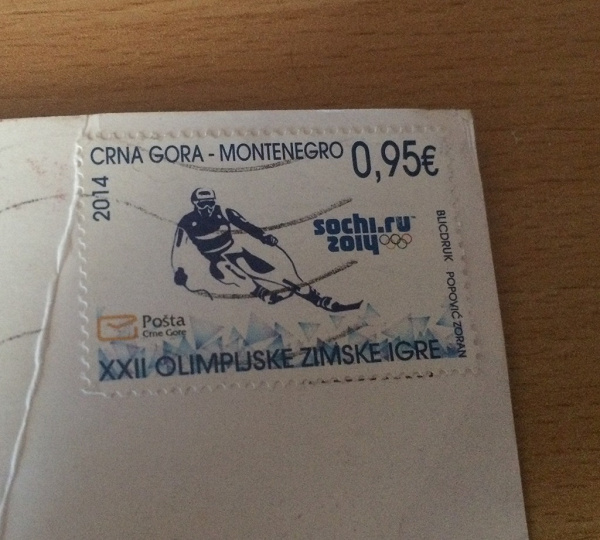 CRNA GORA - MONTENEGRO 0,95€
2014
sochi.ru
2014
BLICDRUK POPOVIĆ ZORAN
Pošta
Crne Gore
XXII OLIMPIJSKE ZIMSKE IGRE